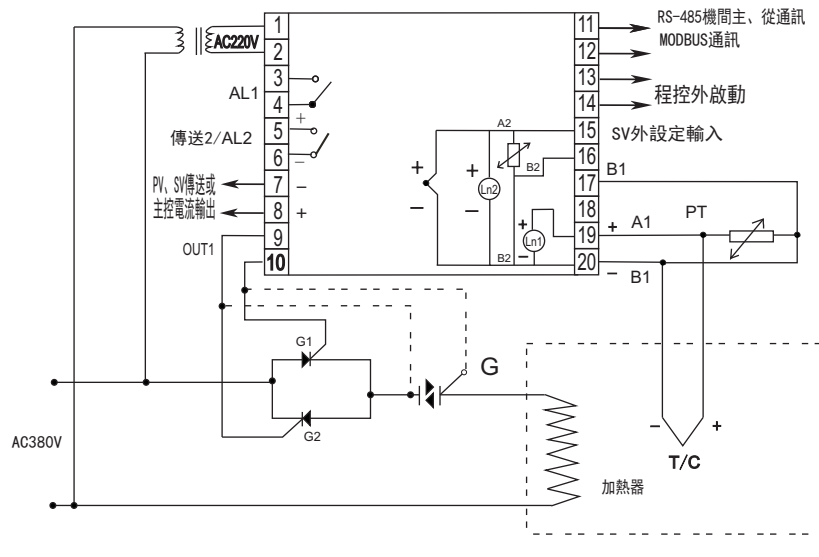 1
2
3
4
5
6
7
8
9
10
AC220V
AL1
+
傳送2/AL2
−
PV、SV傳送或
主控電流輸出
−
+
OUT1
11
12
13
14
15
16
17
18
19
20
RS-485機間主、從通訊
MODBUS通訊
程控外啟動
SV外設定輸入
A2
B2
B2
+
−
+
Ln2
−
+
Ln1
−
B1
+
A1
PT
−
B1
G1
G2
G
AC380V
加熱器
−
+
T/C